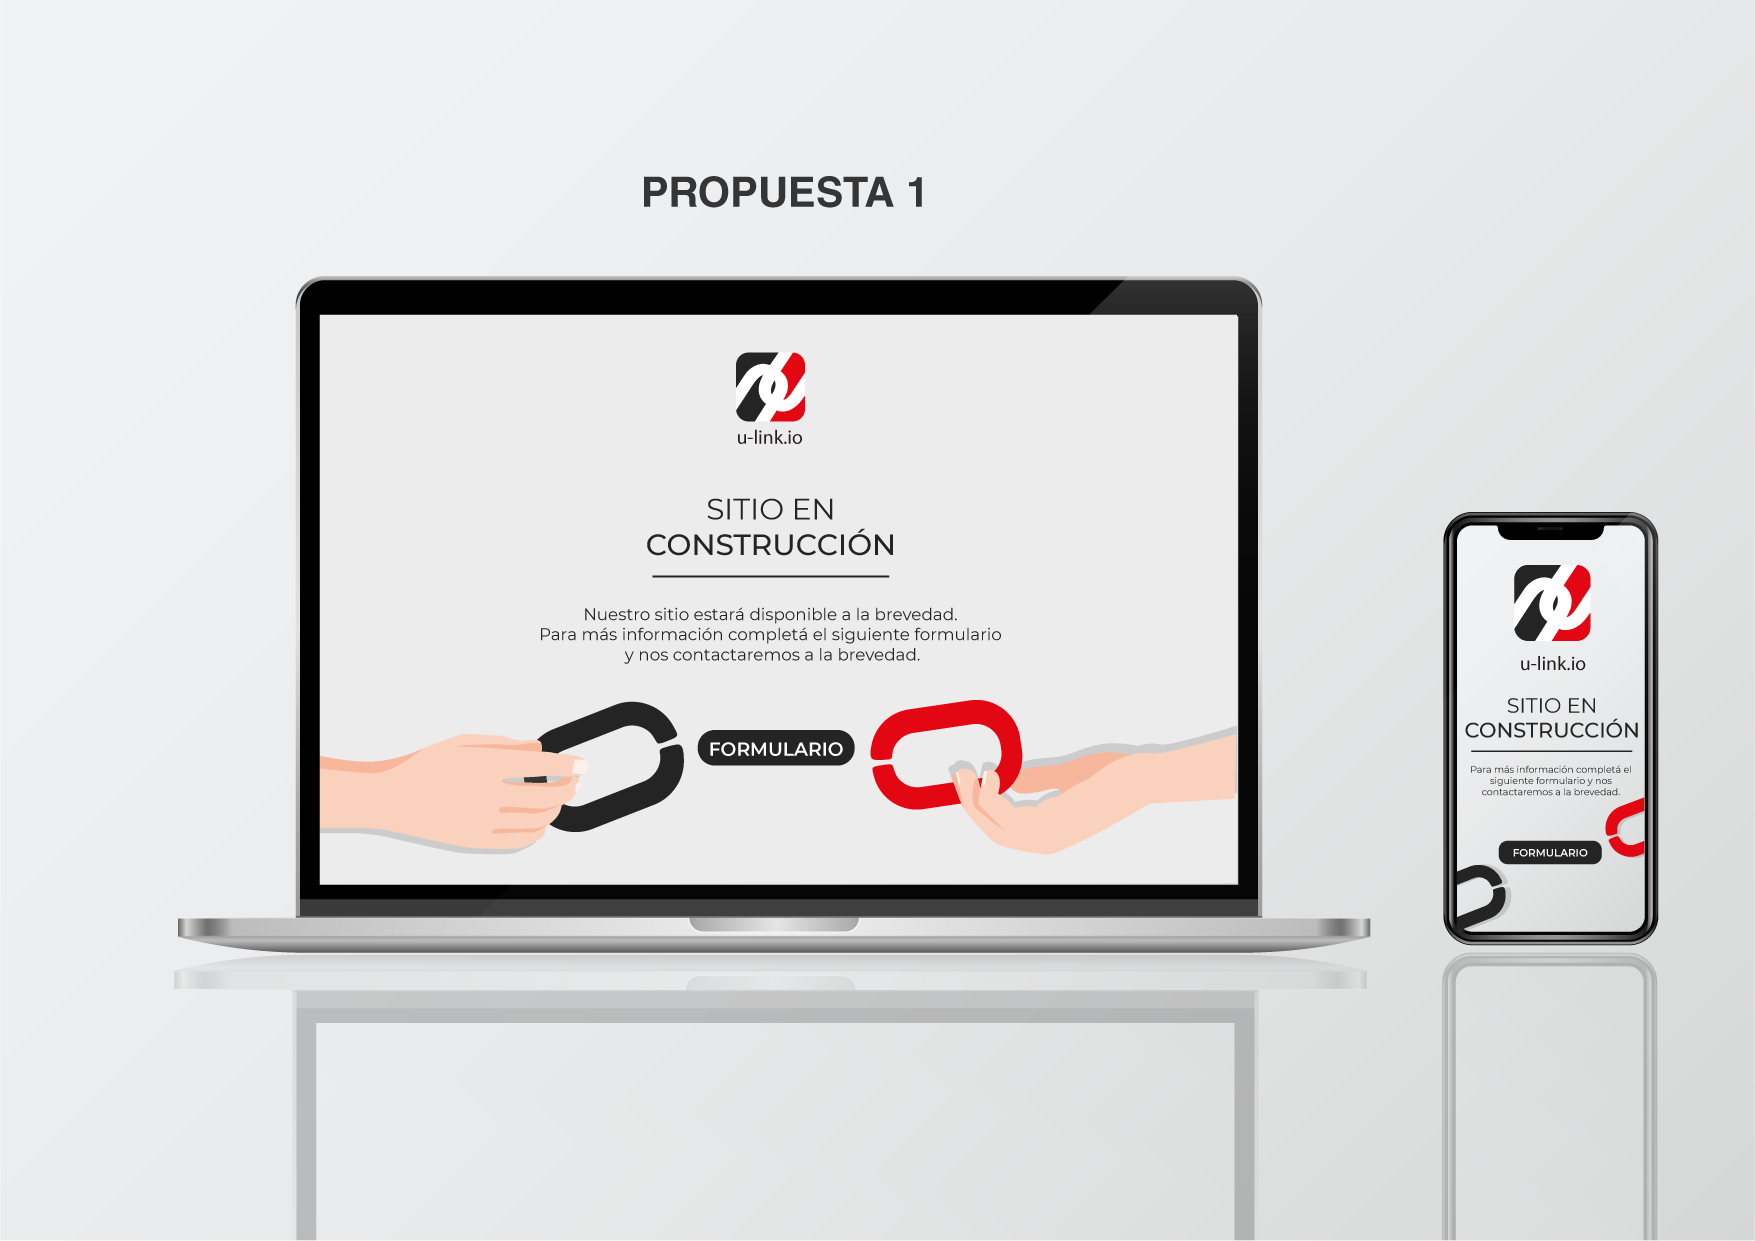 PROPUESTA 1
u-link.io
SITIO EN
CONSTRUCCIÓN
Nuestro sitio estará disponible a la brevedad.
Para más información completá el siguiente formulario
y nos contactaremos a la brevedad.
FORMULARIO
u-link.io
SITIO EN
CONSTRUCCIÓN
Para más información completá el
siguiente formulario y nos
contactaremos a la brevedad.
FORMULARIO